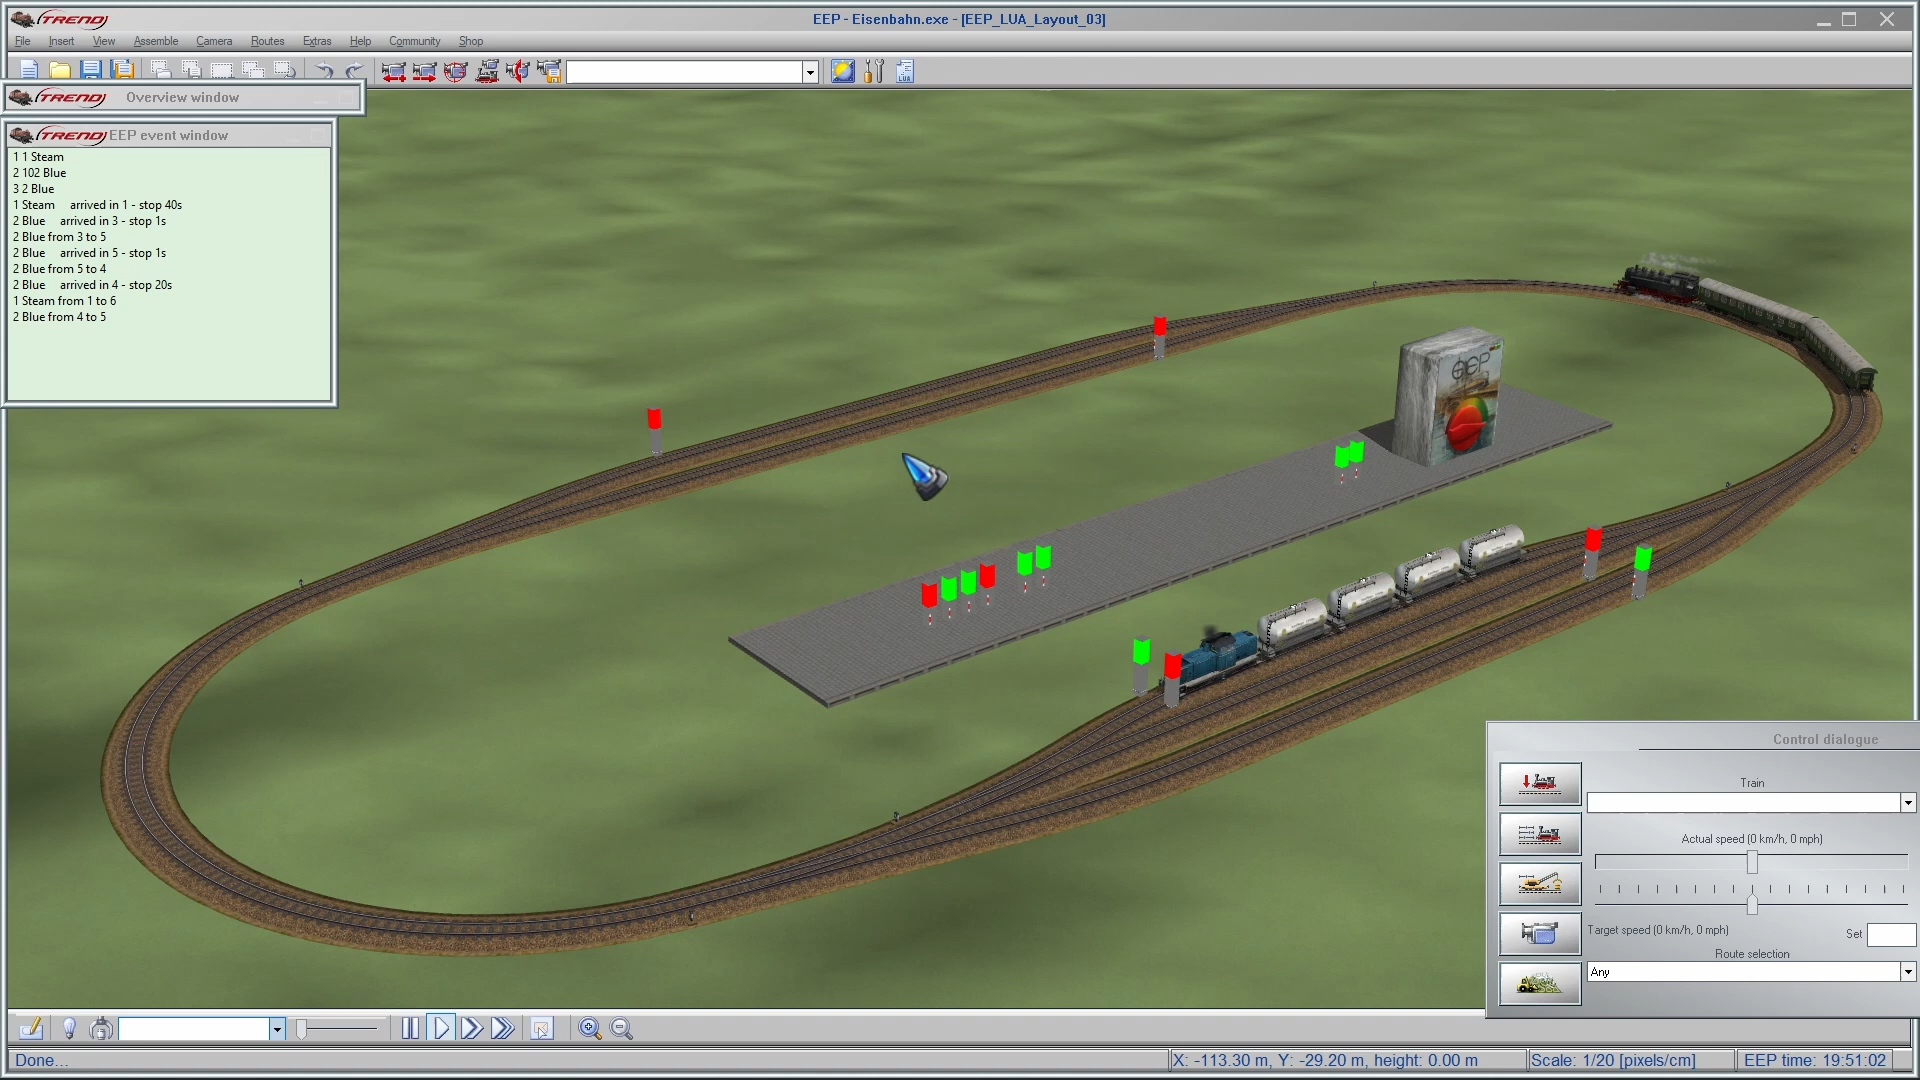 TREND
EEP - Eisenbahn.exe - [EEP_LUA_Layout_03]
File Insert View Assemble Camera Routes Extras Help Community Shop
LUA
TREND Overview window
TREND EEP event window
1 1 Steam
2 102 Blue
3 2 Blue
1 Steam arrived in 1 - stop 40s
2 Blue arrived in 3 - stop 1s
2 Blue from 3 to 5
2 Blue arrived in 5 - stop 1s
2 Blue from 5 to 4
2 Blue arrived in 4 - stop 20s
1 Steam from 1 to 6
2 Blue from 4 to 5
EEP
Control dialogue
Train
Actual speed (0 km/h, 0 mph)
Target speed (0 km/h, 0 mph)
Set
Route selection
Any
Done...
X: -113.30 m, Y: -29.20 m, height: 0.00 m
Scale: 1/20 [pixels/cm]
EEP time: 19:51:02